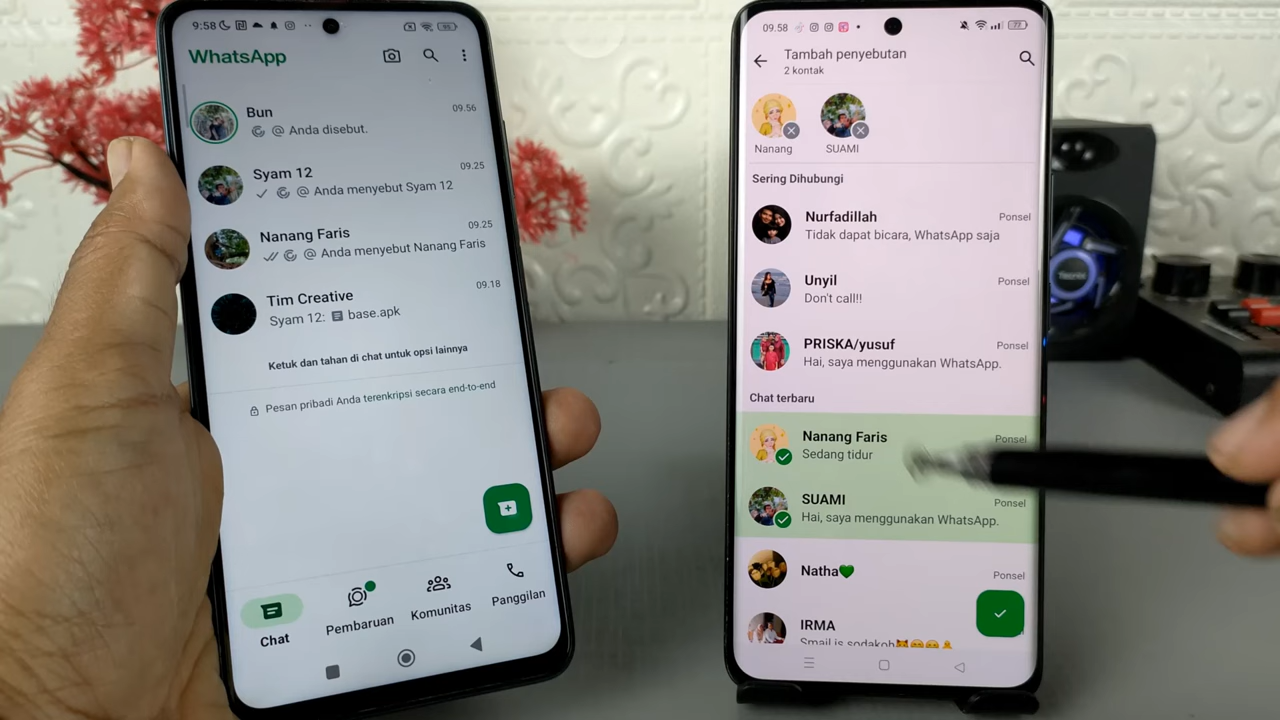 9:58
WhatsApp
Bun
09.56
@ Anda disebut.
Syam 12
09.25
@ Anda menyebut Syam 12
Nanang Faris
09.25
@ Anda menyebut Nanang Faris
Tim Creative
09.18
Syam 12: base.apk
Ketuk dan tahan di chat untuk opsi lainnya
Pesan pribadi Anda terenkripsi secara end-to-end
Chat
Pembaruan
Komunitas
Panggilan
09.58
77
Tambah penyebutan
2 kontak
Nanang
SUAMI
Sering Dihubungi
Nurfadillah
Ponsel
Tidak dapat bicara, WhatsApp saja
Unyil
Ponsel
Don't call!!
PRISKA/yusuf
Ponsel
Hai, saya menggunakan WhatsApp.
Chat terbaru
Nanang Faris
Ponsel
Sedang tidur
SUAMI
Ponsel
Hai, saya menggunakan WhatsApp.
Natha💚
Ponsel
IRMA
Smail is sodakoh